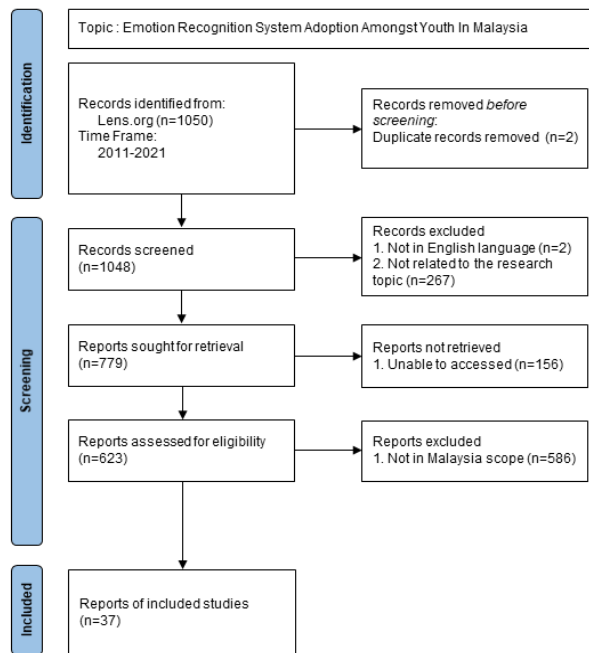 Topic : Emotion Recognition System Adoption Amongst Youth In Malaysia
Identification
Records identified from:
Lens.org (n=1050)
Time Frame:
2011-2021
Records removed before
screening:
Duplicate records removed (n=2)
Screening
Records screened
(n=1048)
Records excluded
1. Not in English language (n=2)
2. Not related to the research
topic (n=267)
Reports sought for retrieval
(n=779)
Reports not retrieved
1. Unable to accessed (n=156)
Reports assessed for eligibility
(n=623)
Reports excluded
1. Not in Malaysia scope (n=586)
Included
Reports of included studies
(n=37)